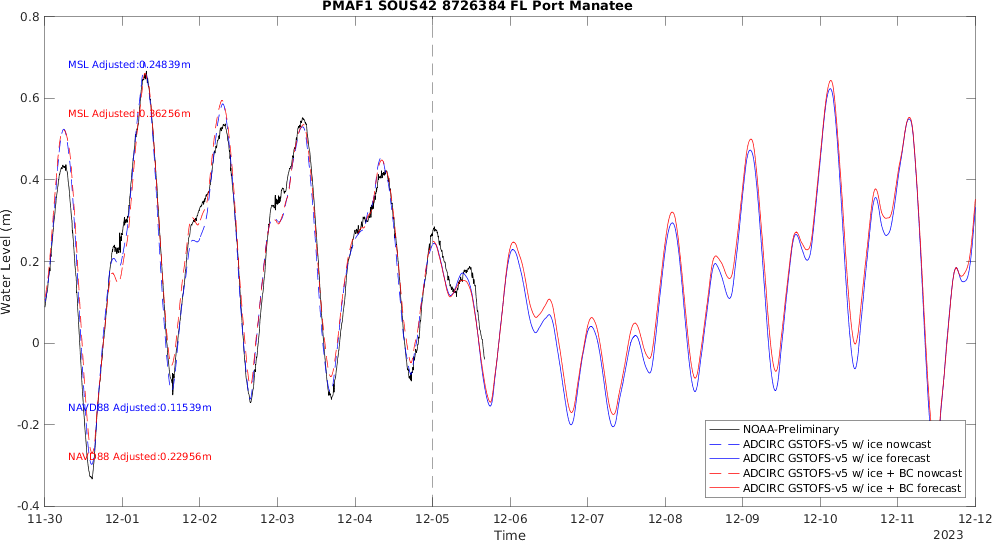 PMAF1 SOUS42 8726384 FL Port Manatee
Water Level (m)
0.8
0.6
0.4
0.2
0
-0.2
-0.4
MSL Adjusted:0.24839m
MSL Adjusted:0.36256m
NAVD88 Adjusted:0.11539m
NAVD88 Adjusted:0.22956m
NOAA-Preliminary
ADCIRC GSTOFS-v5 w/ ice nowcast
ADCIRC GSTOFS-v5 w/ ice forecast
ADCIRC GSTOFS-v5 w/ ice + BC nowcast
ADCIRC GSTOFS-v5 w/ ice + BC forecast
11-30 12-01 12-02 12-03 12-04 12-05 12-06 12-07 12-08 12-09 12-10 12-11 12-12
Time
2023